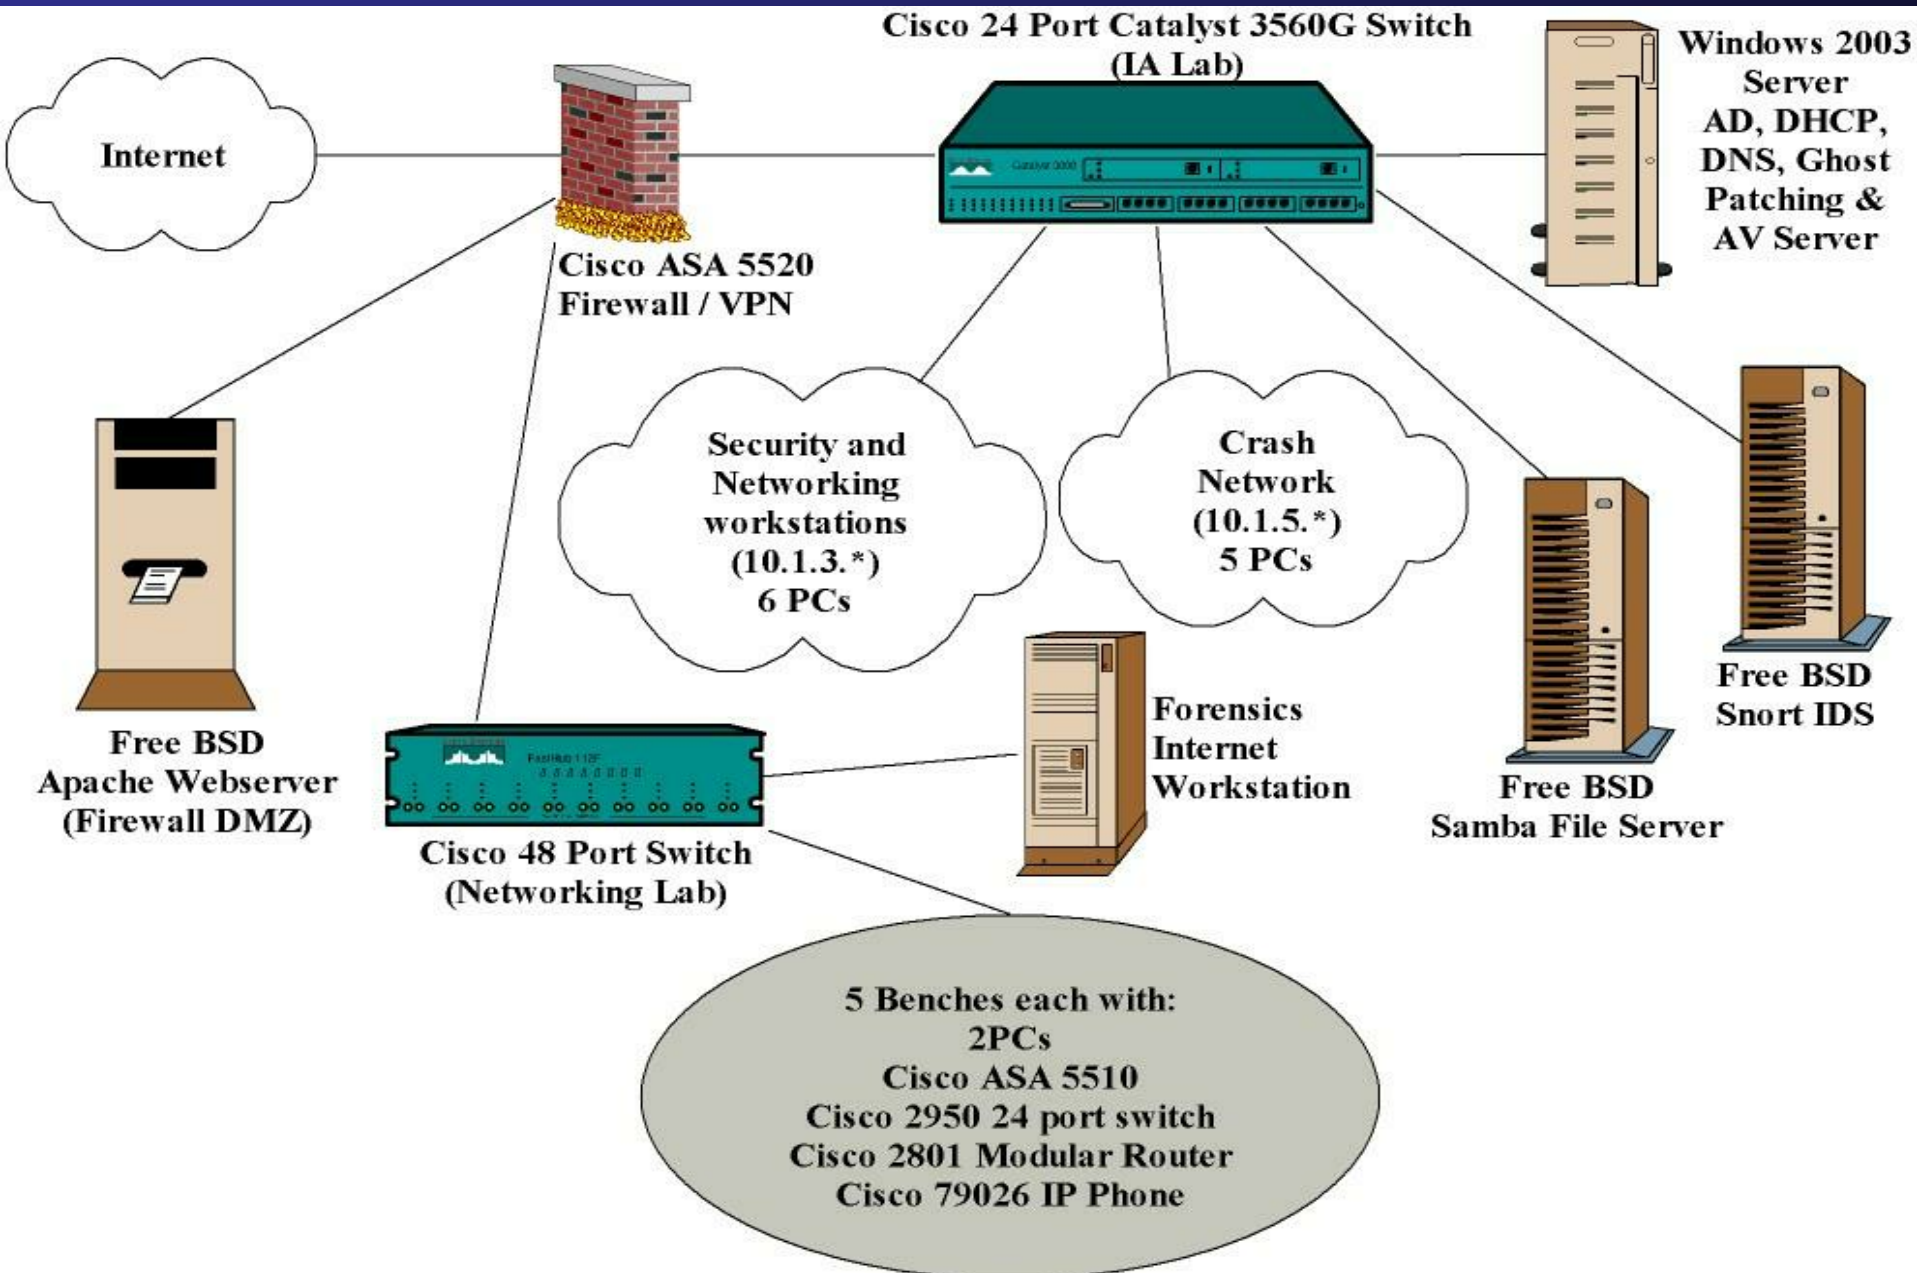 Cisco 24 Port Catalyst 3560G Switch
(IA Lab)
Windows 2003
Server
AD, DHCP,
DNS, Ghost
Patching &
AV Server
Internet
Catalyst 3000
Cisco ASA 5520
Firewall / VPN
Security and
Networking
workstations
(10.1.3.*)
6 PCs
Crash
Network
(10.1.5.*)
5 PCs
Free BSD
Snort IDS
Forensics
Internet
Workstation
Free BSD
Apache Webserver
(Firewall DMZ)
FastHub 112F
Free BSD
Samba File Server
Cisco 48 Port Switch
(Networking Lab)
5 Benches each with:
2PCs
Cisco ASA 5510
Cisco 2950 24 port switch
Cisco 2801 Modular Router
Cisco 79026 IP Phone